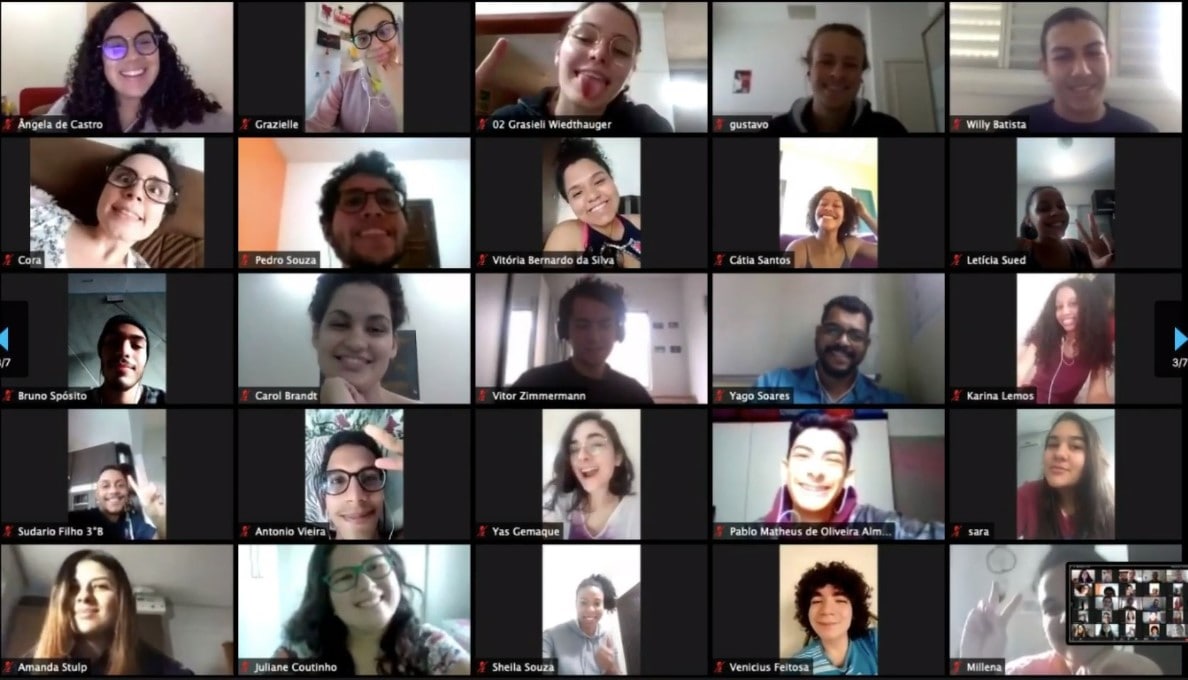 Ângela de Castro
Grazielle
02 Grasieli Wiedthauger
gustavo
Willy Batista
Cora
Pedro Souza
Vitória Bernardo da Silva
Cátia Santos
Letícia Sued
Bruno Spósito
Carol Brandt
Vitor Zimmermann
Yago Soares
Karina Lemos
/7
3/7
Sudario Filho 3°B
Antonio Vieira
Yas Gemaque
Pablo Matheus de Oliveira Alm...
sara
Amanda Stulp
Juliane Coutinho
Sheila Souza
Venicius Feitosa
Millena